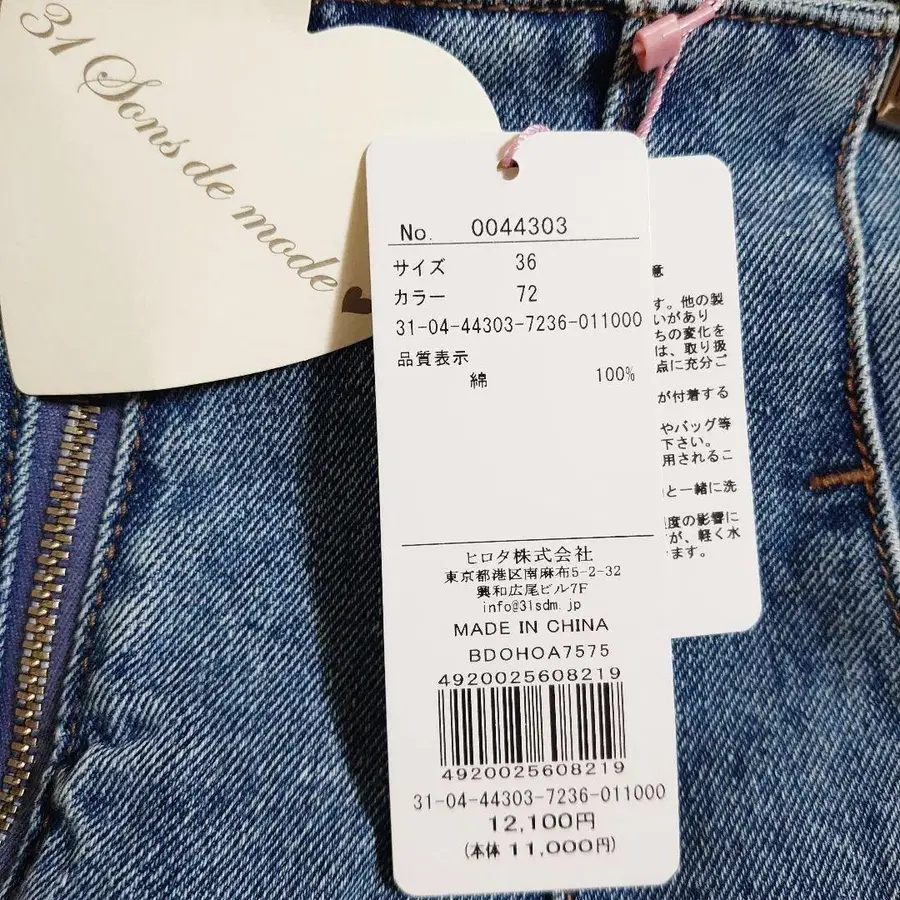 31 Sons de mode
No. 0044303
サイズ 36
カラー 72
31-04-44303-7236-011000
品質表示
綿 100%
ヒロタ株式会社
東京都港区南麻布5-2-32
興和広尾ビル7F
info@31sdm.jp
MADE IN CHINA
BDOHOA7575
4920025608219
4920025608219
31-04-44303-7236-011000
12,100円
(本体 11,000円)
意
す。他の製
いがあり
ちの変化を
は、取り扱
点に充分ご
が付着する
やバッグ等
下さい。
用されるこ
と一緒に洗
度の影響に
が、軽く水
ます。